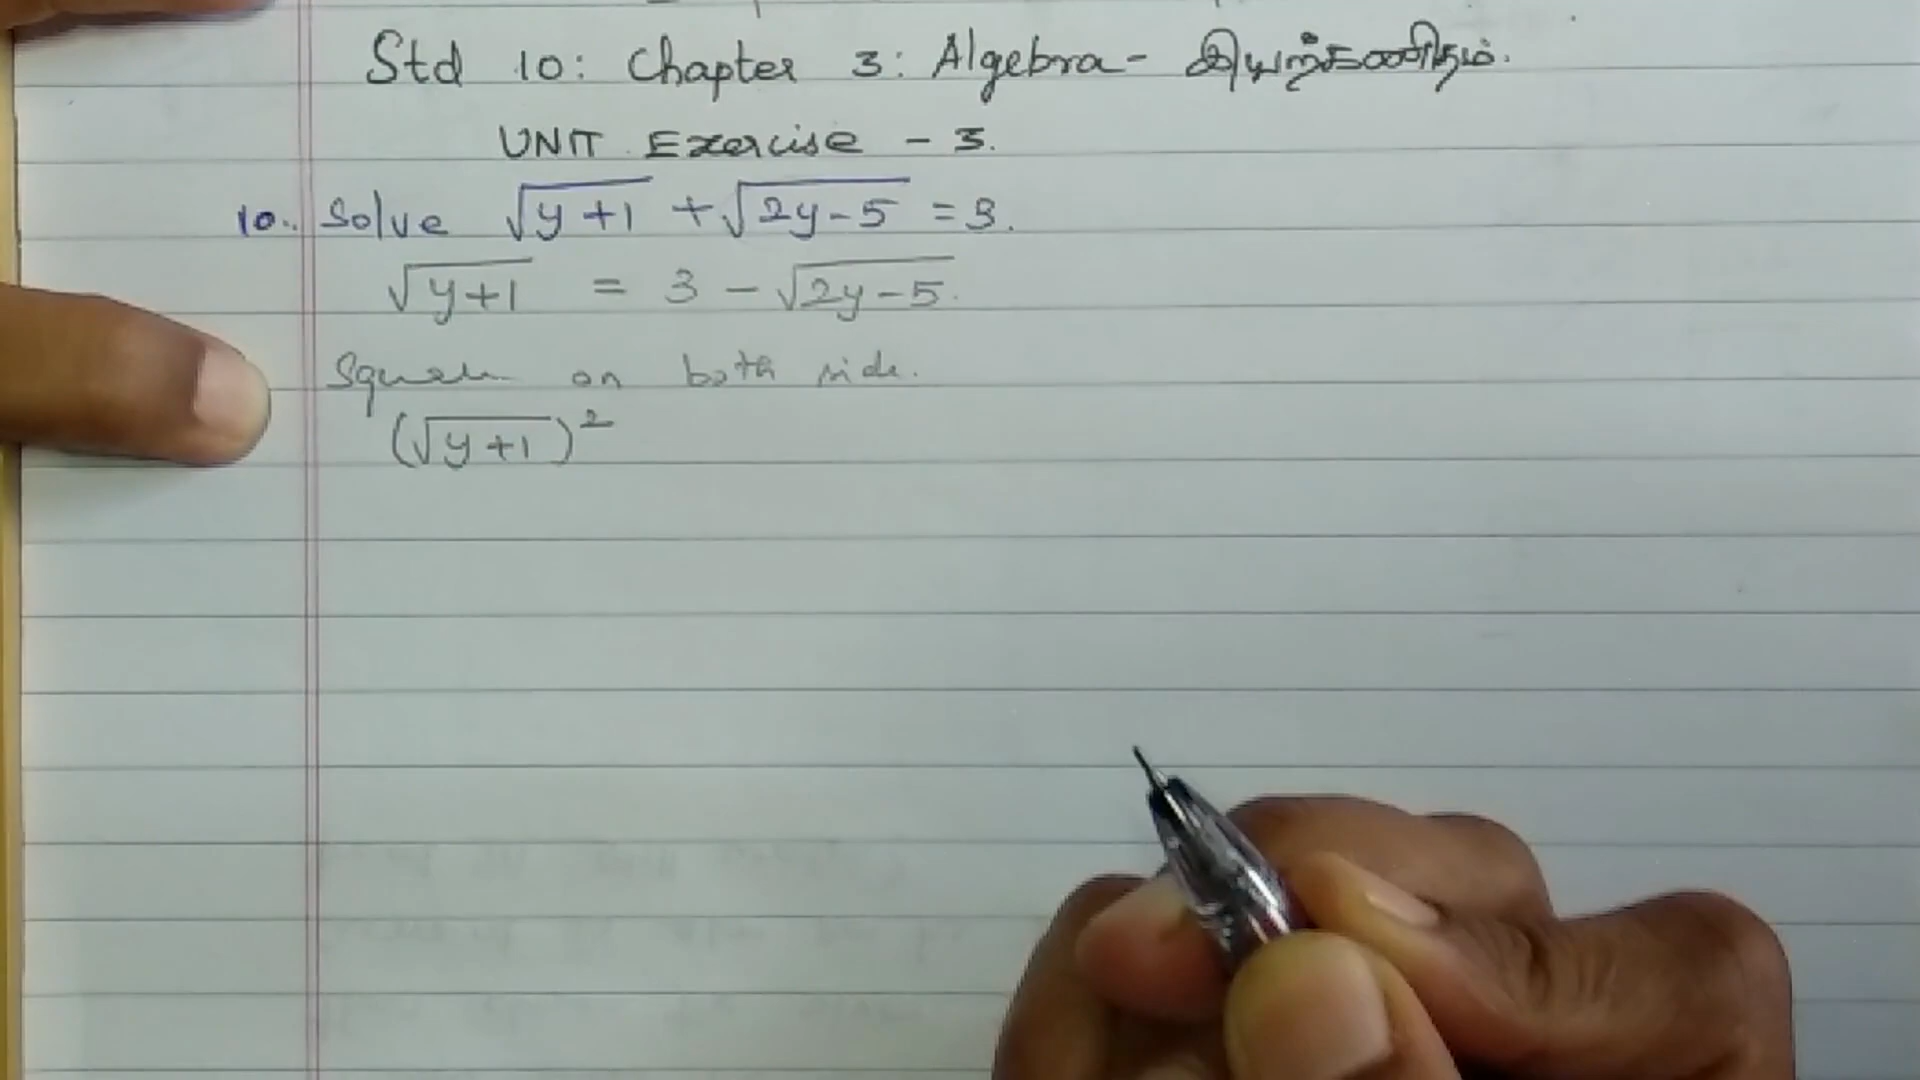 Std 10: Chapter 3: Algebra - இயற்கணிதம்.
UNIT Exercise - 3.
10. Solve √(y+1) + √(2y-5) = 3.
√(y+1) = 3 - √(2y-5).
Square on both side.
(√(y+1))²